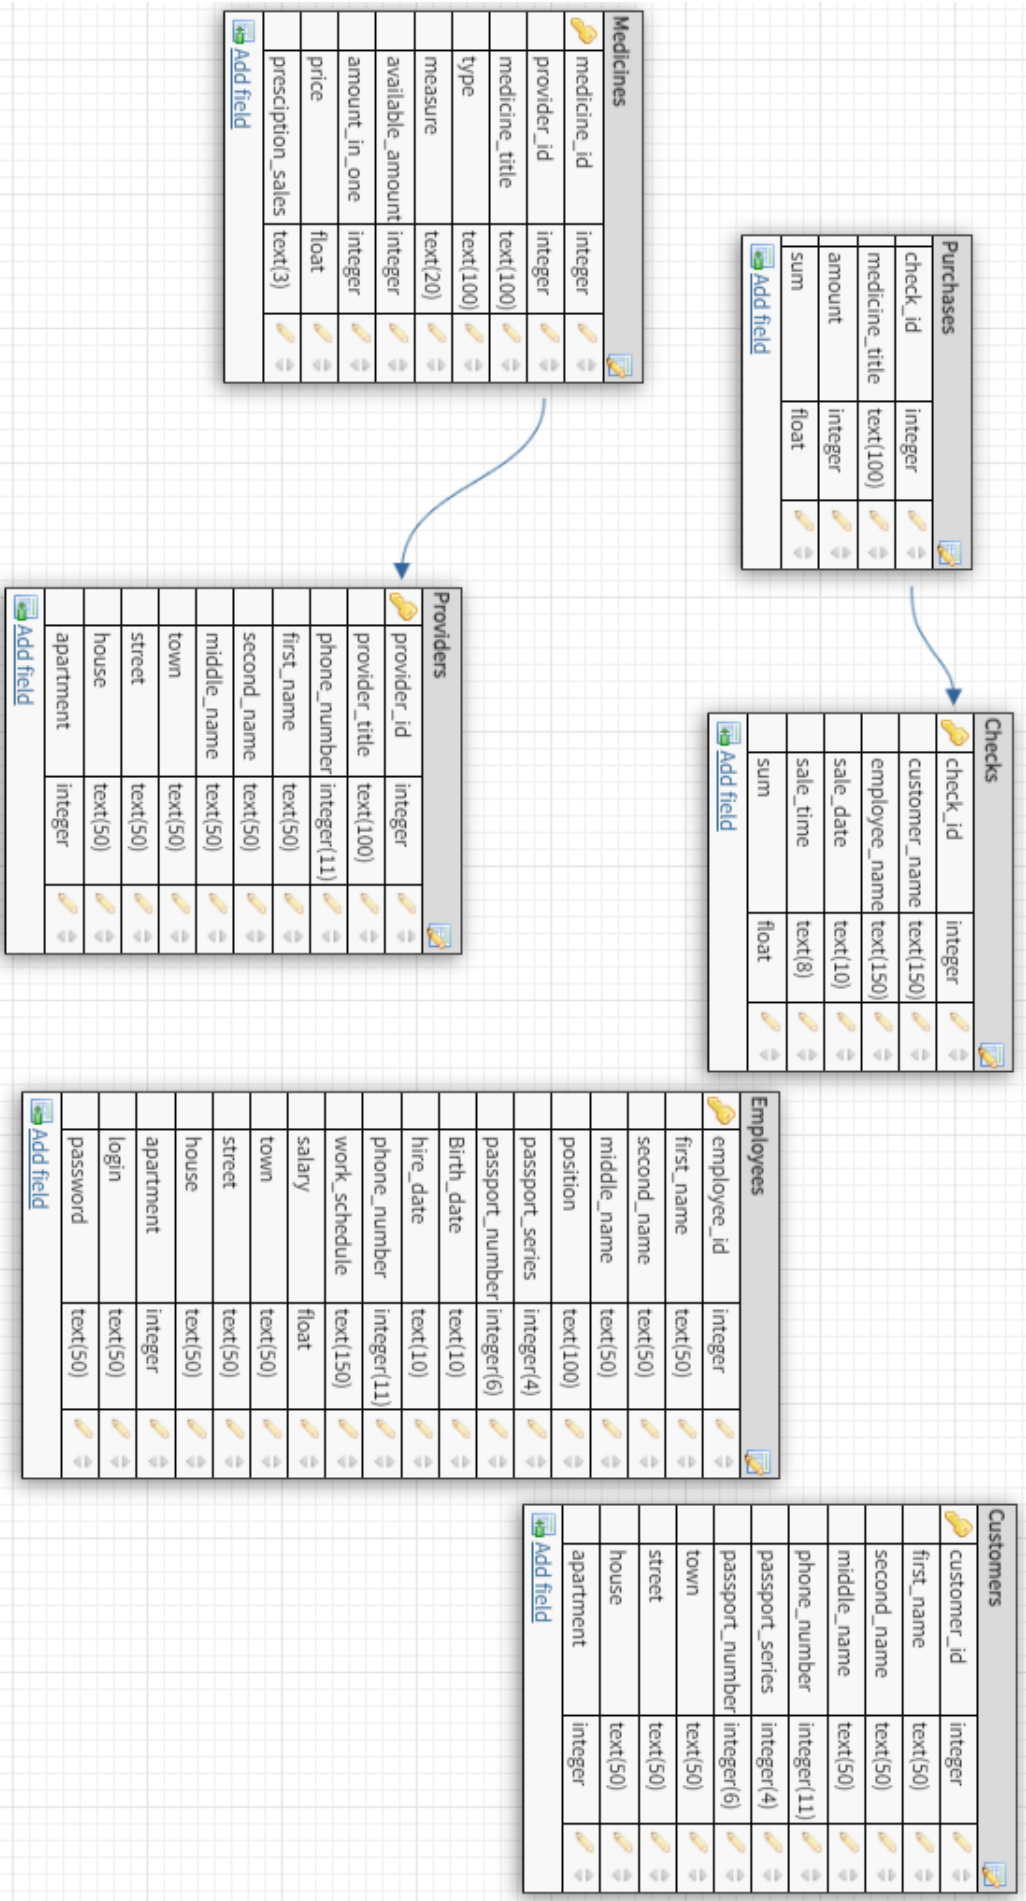 Medicines
medicine_id integer
provider_id integer
medicine_title text(100)
type text(100)
measure text(20)
available_amount integer
amount_in_one integer
price float
presciption_sales text(3)
Add field
Purchases
check_id integer
medicine_title text(100)
amount integer
sum float
Add field
Providers
provider_id integer
provider_title text(100)
phone_number integer(11)
first_name text(50)
second_name text(50)
middle_name text(50)
town text(50)
street text(50)
house text(50)
apartment integer
Add field
Checks
check_id integer
customer_name text(150)
employee_name text(150)
sale_date text(10)
sale_time text(8)
sum float
Add field
Employees
employee_id integer
first_name text(50)
second_name text(50)
middle_name text(50)
position text(100)
passport_series integer(4)
passport_number integer(6)
Birth_date text(10)
hire_date text(10)
phone_number integer(11)
work_schedule text(150)
salary float
town text(50)
street text(50)
house text(50)
apartment integer
login text(50)
password text(50)
Add field
Customers
customer_id integer
first_name text(50)
second_name text(50)
middle_name text(50)
phone_number integer(11)
passport_series integer(4)
passport_number integer(6)
town text(50)
street text(50)
house text(50)
apartment integer
Add field